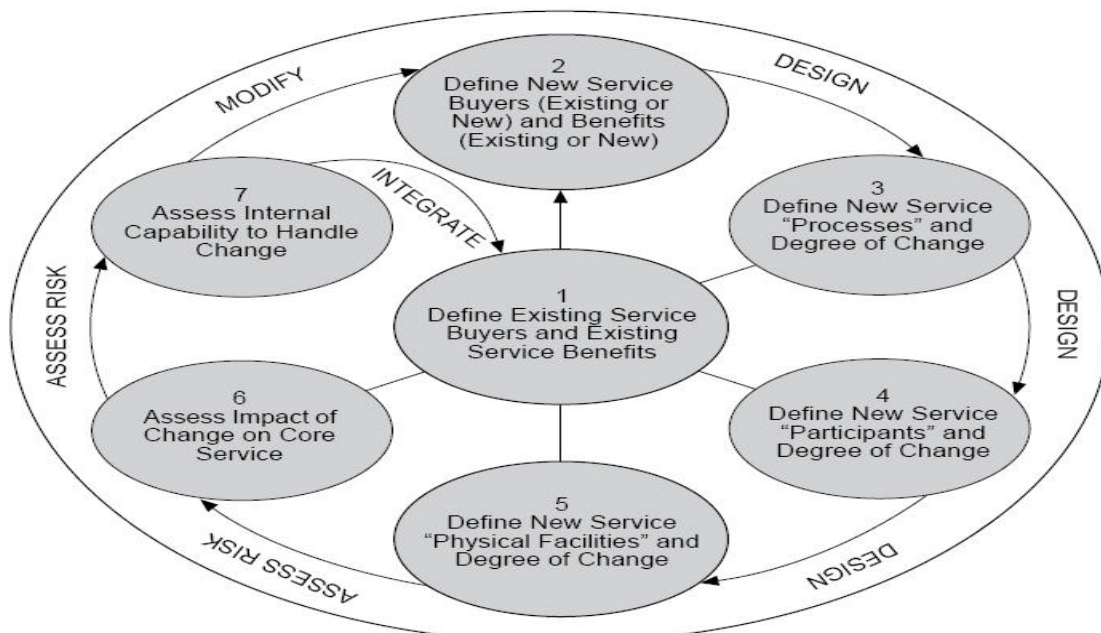 MODIFY
DESIGN
2
Define New Service
Buyers (Existing or
New) and Benefits
(Existing or New)
7
Assess Internal
Capability to Handle
Change
INTEGRATE
3
Define New Service
“Processes” and
Degree of Change
1
Define Existing Service
Buyers and Existing
Service Benefits
ASSESS RISK
DESIGN
6
Assess Impact of
Change on Core
Service
4
Define New Service
“Participants” and
Degree of Change
5
Define New Service
“Physical Facilities” and
Degree of Change
ASSESS RISK
DESIGN